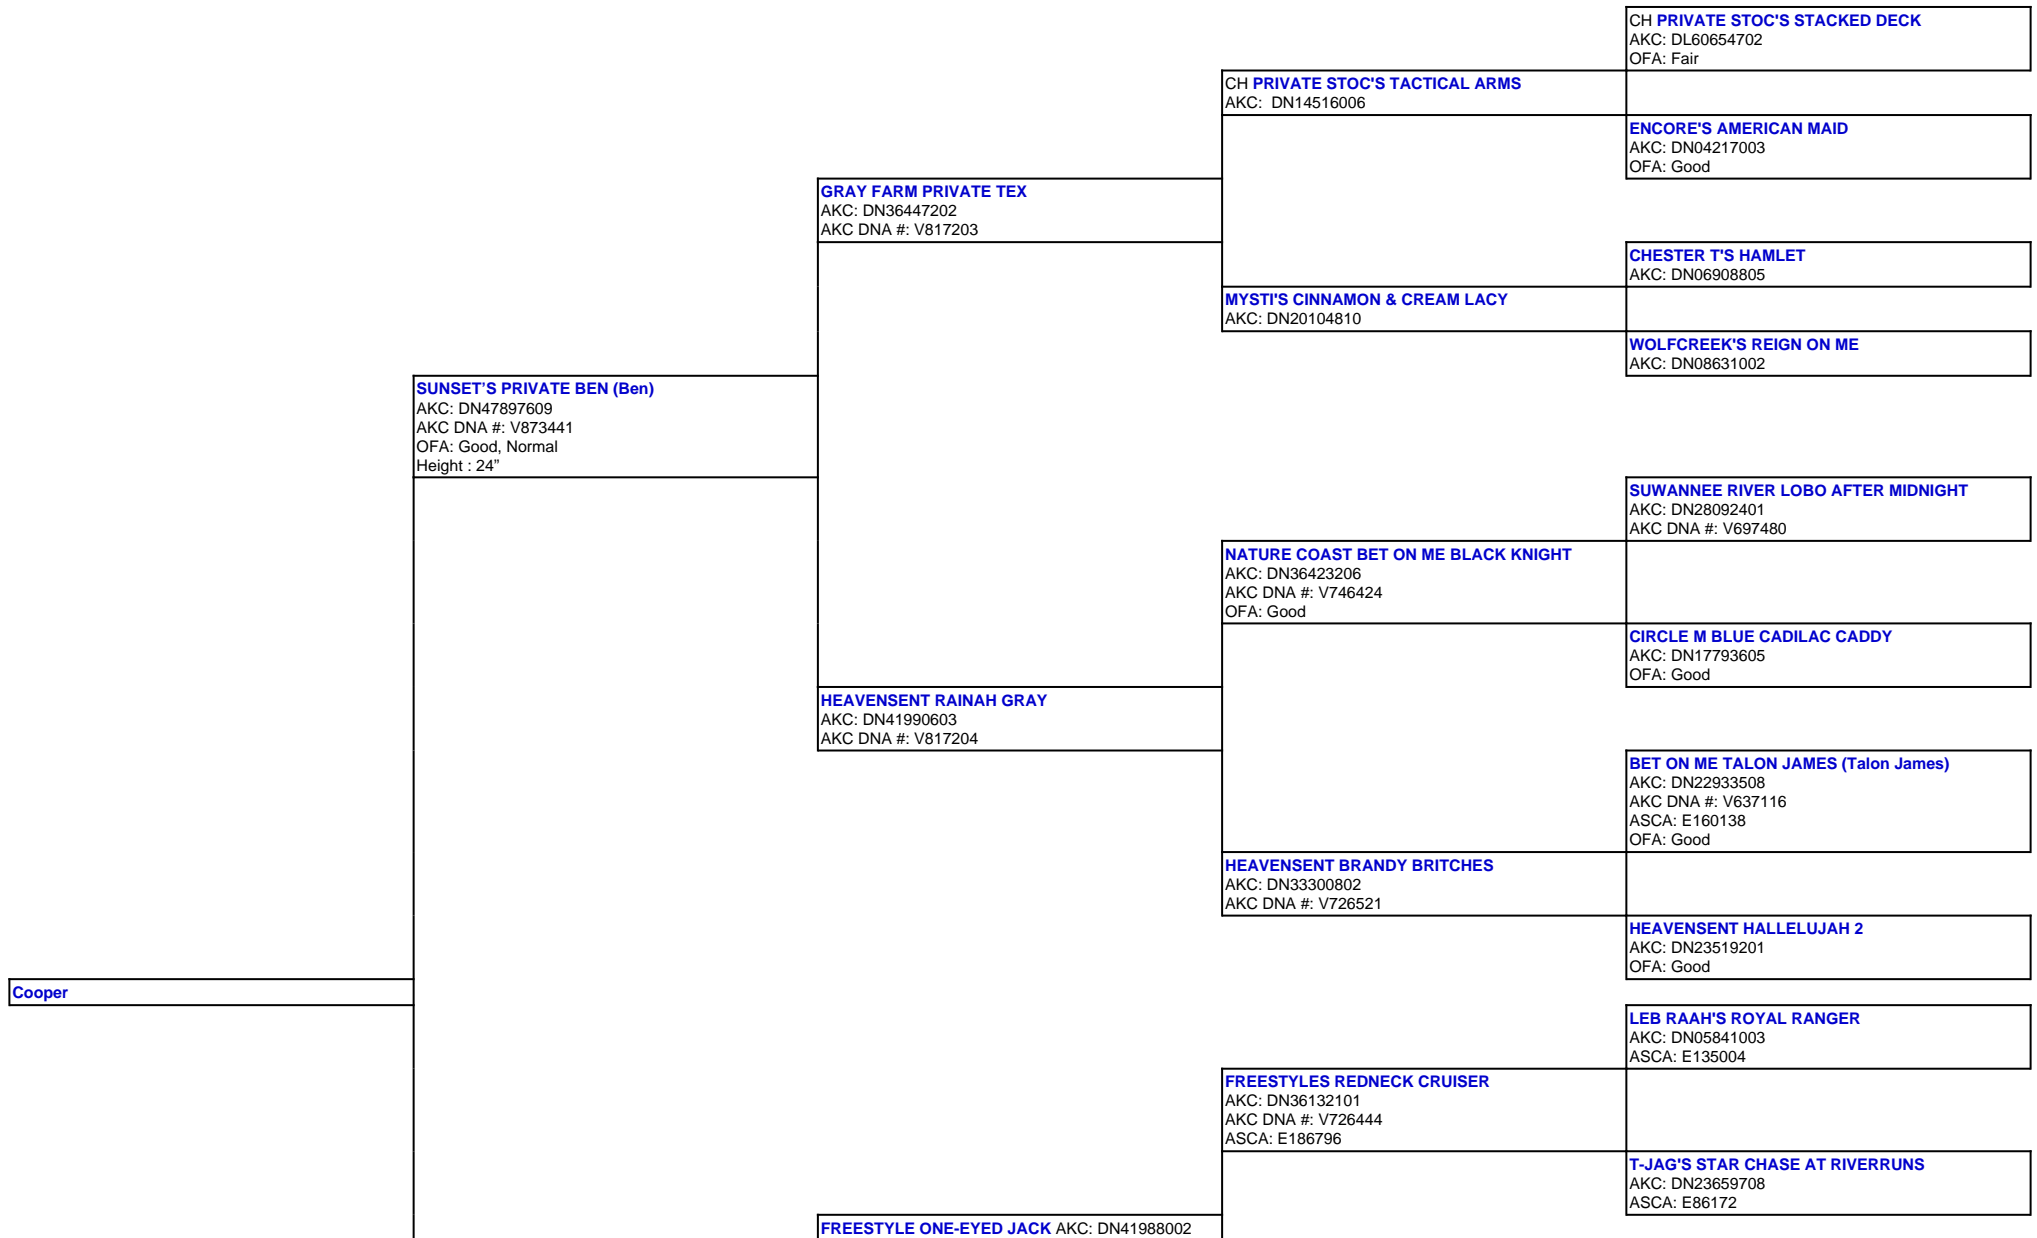 CH PRIVATE STOC'S STACKED DECK
AKC: DL60654702
OFA: Fair
CH PRIVATE STOC'S TACTICAL ARMS
AKC: DN14516006
ENCORE'S AMERICAN MAID
AKC: DN04217003
OFA: Good
GRAY FARM PRIVATE TEX
AKC: DN36447202
AKC DNA #: V817203
CHESTER T'S HAMLET
AKC: DN06908805
MYSTI'S CINNAMON & CREAM LACY
AKC: DN20104810
WOLFCREEK'S REIGN ON ME
AKC: DN08631002
SUNSET’S PRIVATE BEN (Ben)
AKC: DN47897609
AKC DNA #: V873441
OFA: Good, Normal
Height : 24”
SUWANNEE RIVER LOBO AFTER MIDNIGHT
AKC: DN28092401
AKC DNA #: V697480
NATURE COAST BET ON ME BLACK KNIGHT
AKC: DN36423206
AKC DNA #: V746424
OFA: Good
CIRCLE M BLUE CADILAC CADDY
AKC: DN17793605
OFA: Good
HEAVENSENT RAINAH GRAY
AKC: DN41990603
AKC DNA #: V817204
BET ON ME TALON JAMES (Talon James)
AKC: DN22933508
AKC DNA #: V637116
ASCA: E160138
OFA: Good
HEAVENSENT BRANDY BRITCHES
AKC: DN33300802
AKC DNA #: V726521
HEAVENSENT HALLELUJAH 2
AKC: DN23519201
OFA: Good
Cooper
LEB RAAH'S ROYAL RANGER
AKC: DN05841003
ASCA: E135004
FREESTYLES REDNECK CRUISER
AKC: DN36132101
AKC DNA #: V726444
ASCA: E186796
T-JAG'S STAR CHASE AT RIVERRUNS
AKC: DN23659708
ASCA: E86172
FREESTYLE ONE-EYED JACK AKC: DN41988002